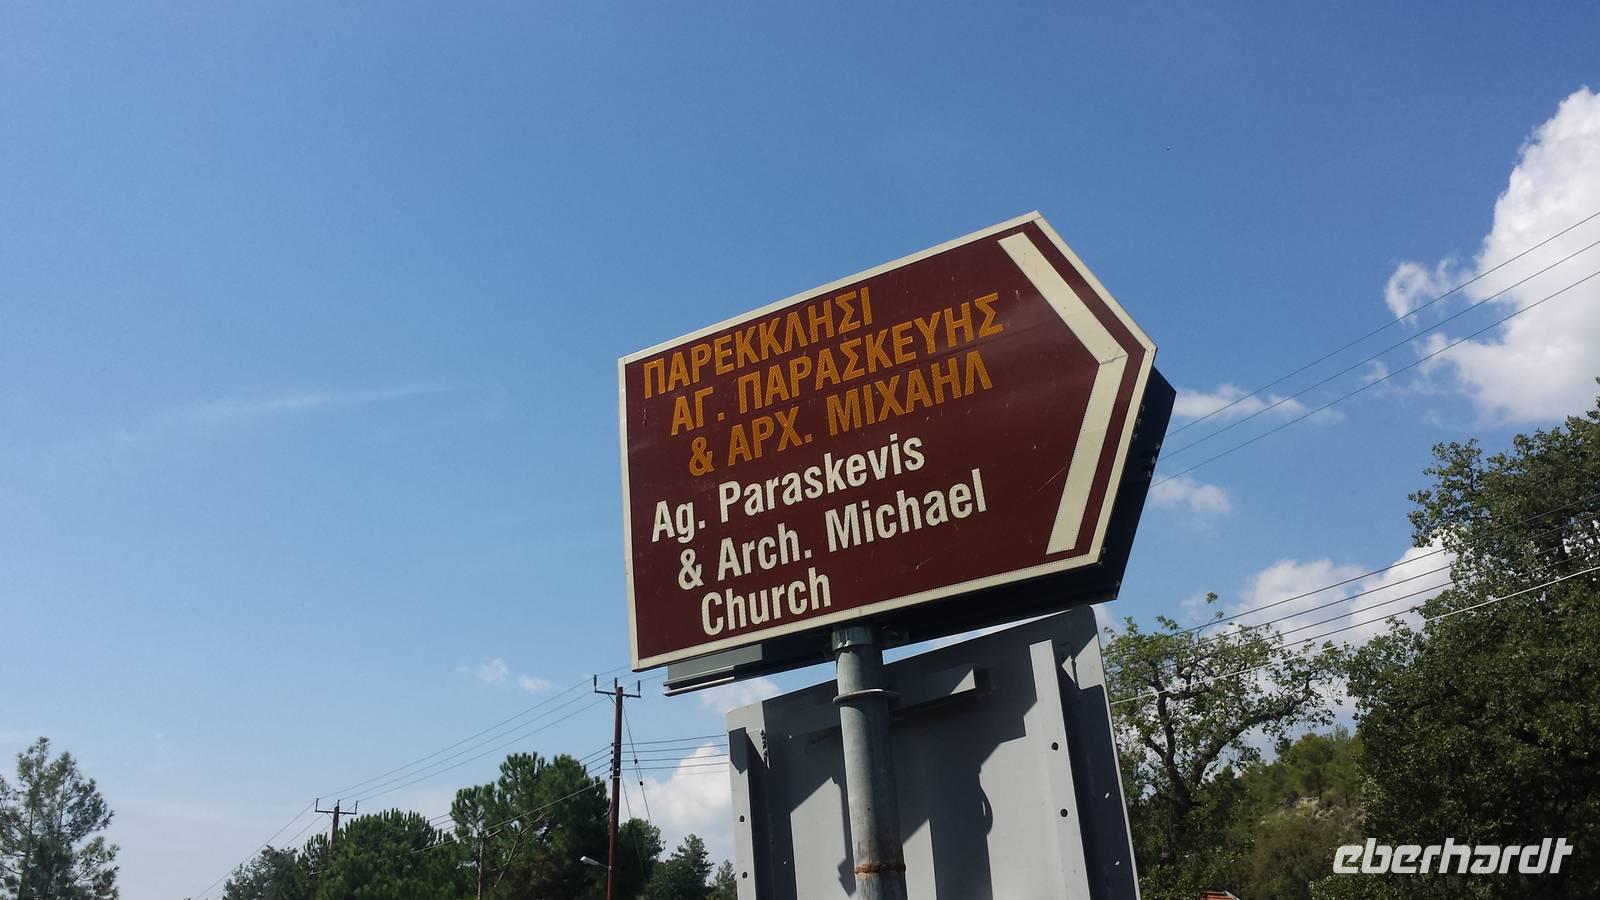 ΠΑΡΕΚΚΛΗΣΙ
ΑΓ. ΠΑΡΑΣΚΕΥΗΣ
& ΑΡΧ. ΜΙΧΑΗΛ
Ag. Paraskevis
& Arch. Michael
Church
eberhardt